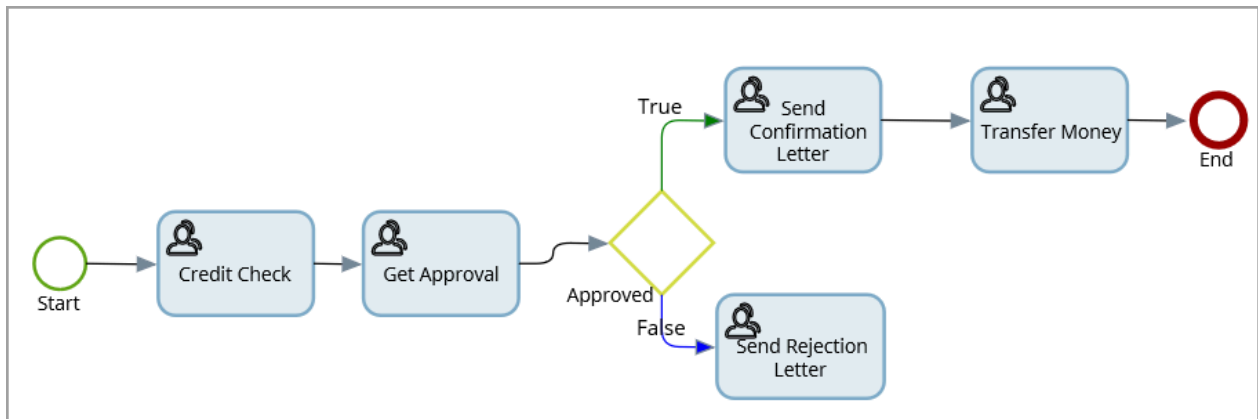 Start
Credit Check
Get Approval
Approved
True
Send
Confirmation
Letter
Transfer Money
End
False
Send Rejection
Letter